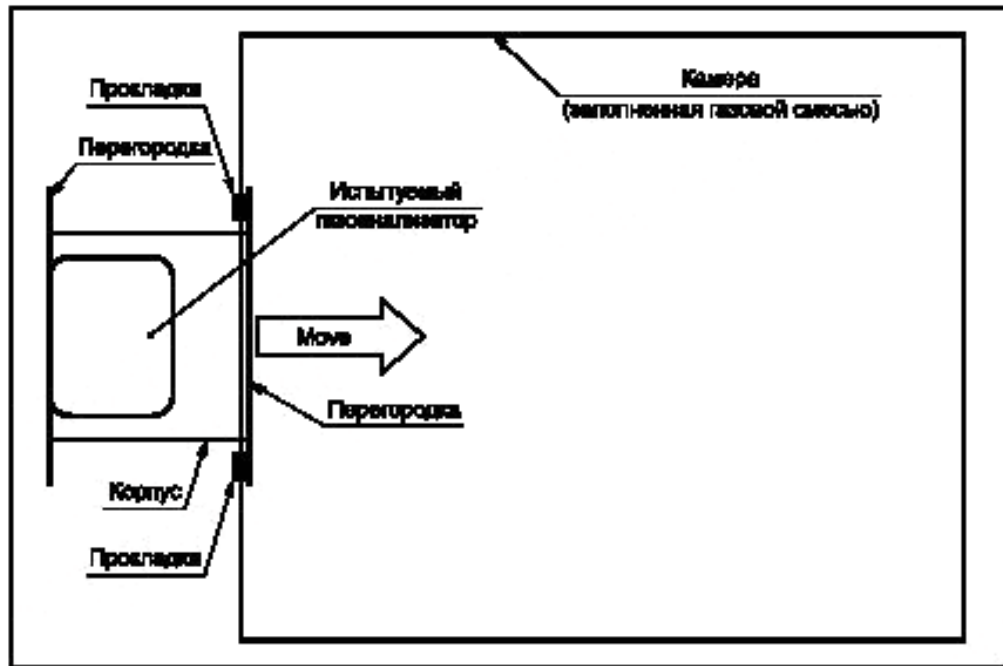 Прокладка
Перегородка
Камера
(заполненная газовой смесью)
Испытуемый
газоанализатор
Move
Перегородка
Корпус
Прокладка